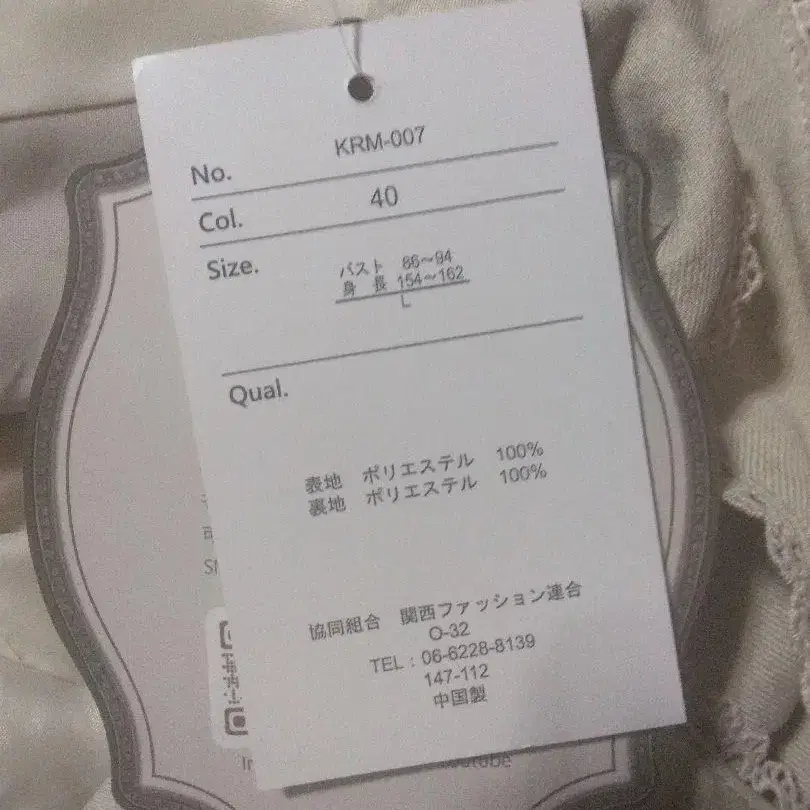 No. KRM-007
Col. 40
Size. バスト 86～94
身長 154～162
L
Qual.
表地 ポリエステル 100%
裏地 ポリエステル 100%
協同組合 関西ファッション連合
O-32
TEL：06-6228-8139
147-112
中国製